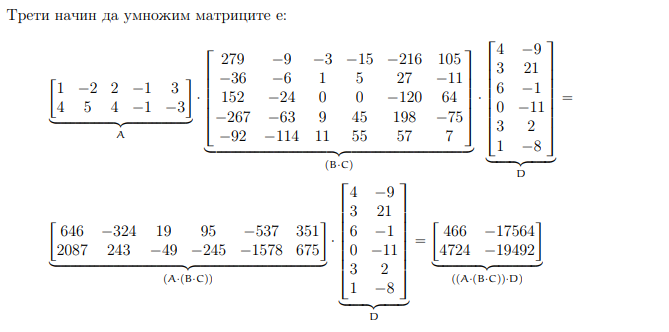 Трети начин да умножим матриците е:
[1 −2 2 −1 3] · [279 −9 −3 −15 −216 105] · [4 −9] =
[4 5 4 −1 −3] [−36 −6 1 5 27 −11] [3 21]
[152 −24 0 0 −120 64] [6 −1]
[−267 −63 9 45 198 −75] [0 −11]
[−92 −114 11 55 57 7] [3 2]
[1 −8]
A (B·C) D
[646 −324 19 95 −537 351] · [4 −9] = [466 −17564]
[2087 243 −49 −245 −1578 675] [3 21] [4724 −19492]
[6 −1]
[0 −11]
[3 2]
[1 −8]
(A·(B·C)) D ((A·(B·C))·D)